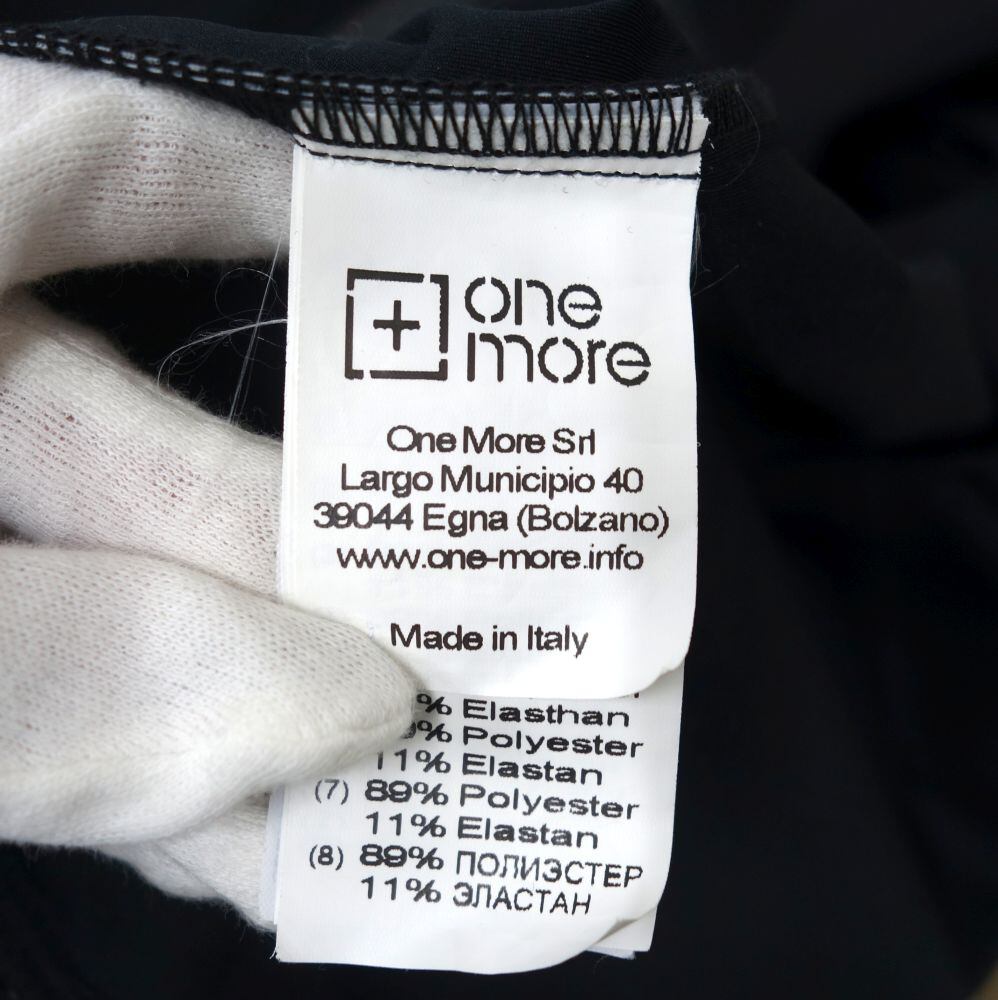 one
more
One More Srl
Largo Municipio 40
39044 Egna (Bolzano)
www.one-more.info
Made in Italy
% Elasthan
9% Polyester
11% Elastan
(7) 89% Polyester
11% Elastan
(8) 89% ПОЛИЭСТЕР
11% ЭЛАСТАН